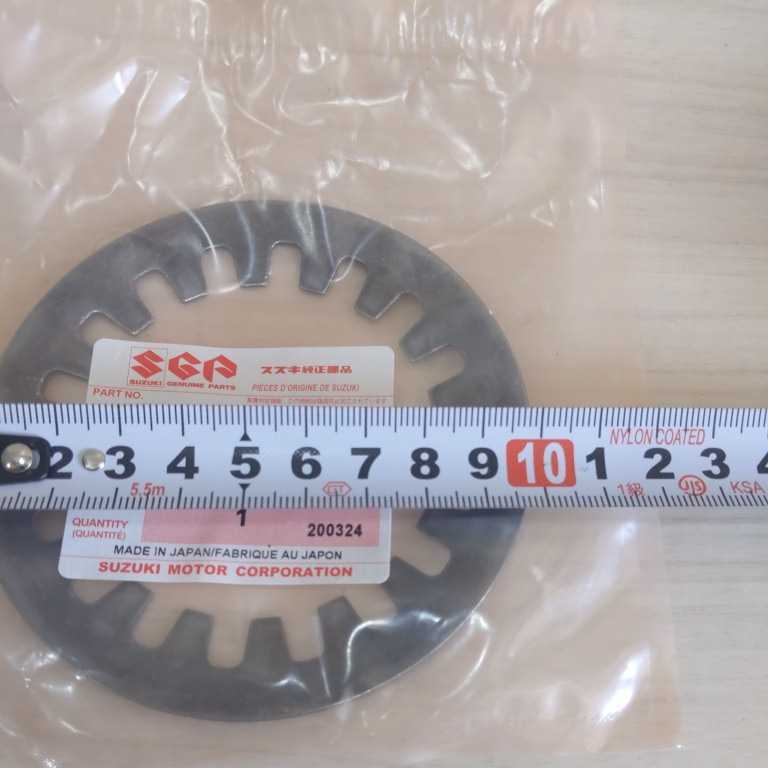 SGP スズキ純正部品
SUZUKI GENUINE PARTS PIECES D'ORIGINE DE SUZUKI
PART NO.
NYLON COATED
2 3 4 5 6 7 8 9 10 1 2 3 4
5.5m 1級 JIS KSA
QUANTITY
(QUANTITÉ) 1 200324
MADE IN JAPAN/FABRIQUE AU JAPON
SUZUKI MOTOR CORPORATION